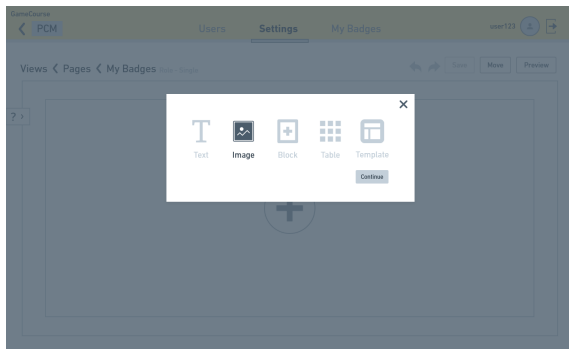 GameCourse
PCM Users Settings My Badges user123
Views Pages My Badges
Save Move Preview
?
Text Image Block Table Template
Continue